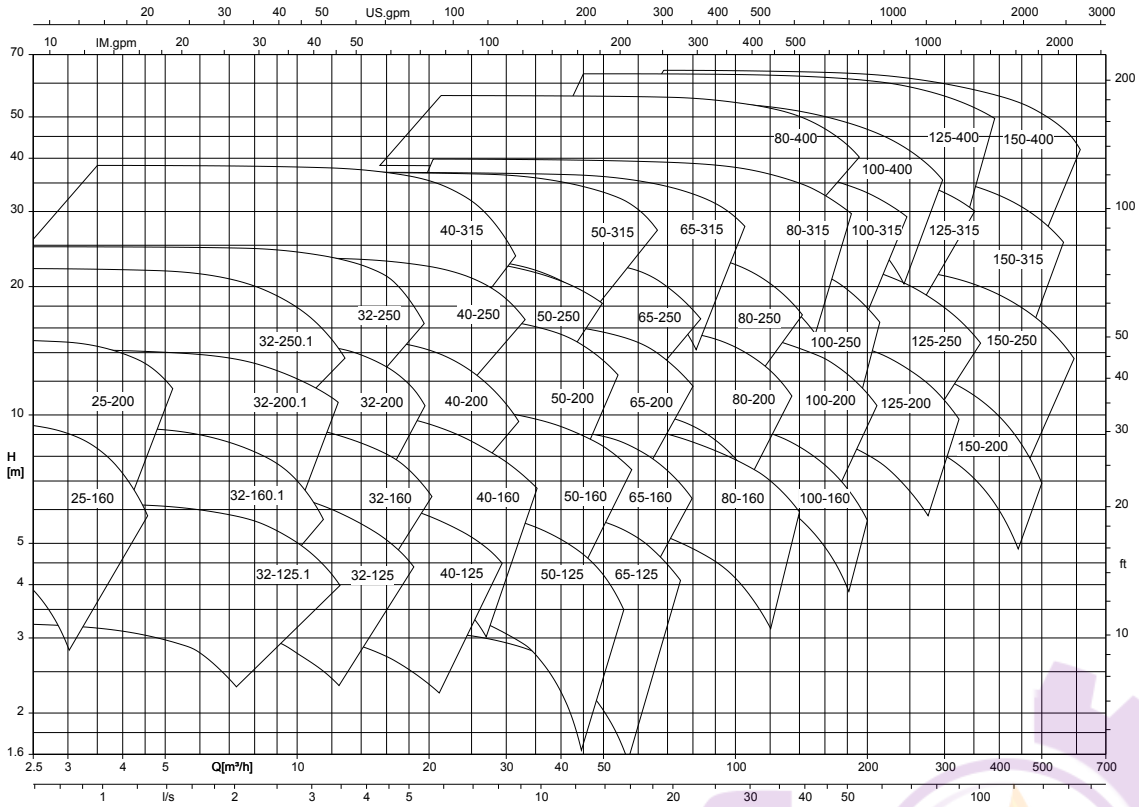 20 30 40 50 US.gpm 100 200 300 400 500 1000 2000 3000
10 IM.gpm 20 30 40 50 100 200 300 400 500 1000 2000
70
200
50
80-400 125-400 150-400
40
100-400
30
100
40-315 50-315 65-315 80-315 100-315 125-315
150-315
20
32-250 40-250 50-250 65-250 80-250
32-250.1 100-250 125-250 150-250
50
40
25-200 32-200.1 32-200 40-200 50-200 65-200 80-200 100-200 125-200
10
30
150-200
H
[m]
25-160 32-160.1 32-160 40-160 50-160 65-160 80-160 100-160
20
5
ft
32-125.1 32-125 40-125 50-125 65-125
4
3
10
2
1.6
2.5 3 4 5 Q[m³/h] 10 20 30 40 50 100 200 300 400 500 700
1 l/s 2 3 4 5 10 20 30 40 50 100